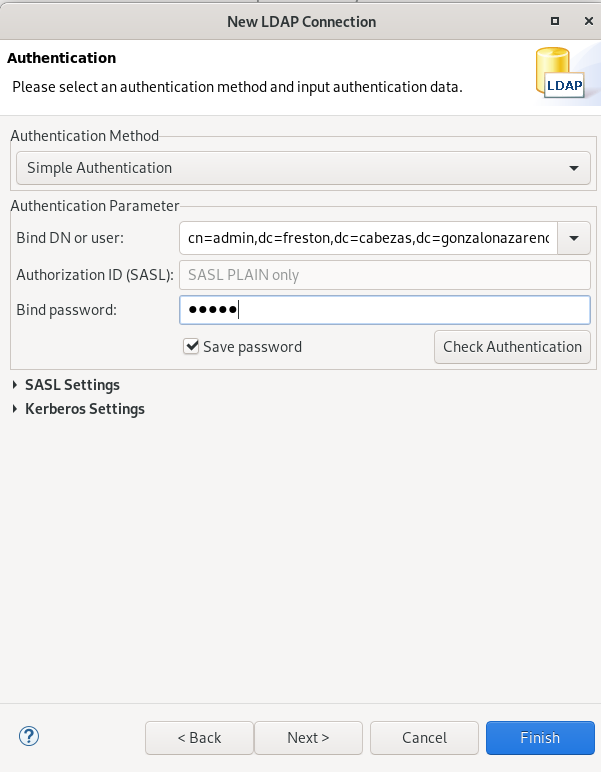 New LDAP Connection
Authentication
Please select an authentication method and input authentication data.
LDAP
Authentication Method
Simple Authentication
Authentication Parameter
Bind DN or user: cn=admin,dc=freston,dc=cabezas,dc=gonzalonazareno
Authorization ID (SASL): SASL PLAIN only
Bind password: ●●●●●
Save password Check Authentication
SASL Settings
Kerberos Settings
? < Back Next > Cancel Finish